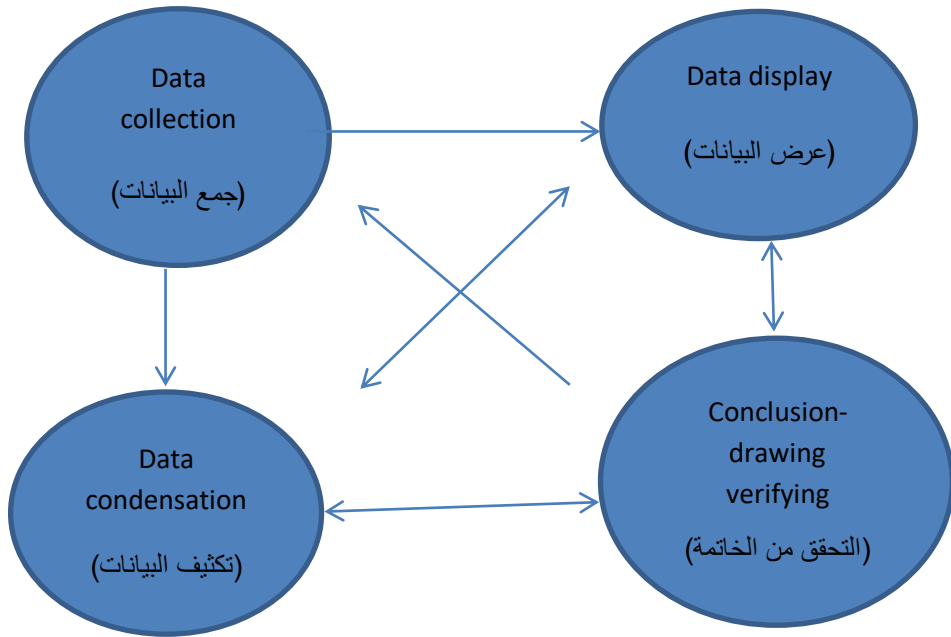 Data
collection
(جمع البيانات)
Data display
(عرض البيانات)
Data
condensation
(تكثيف البيانات)
Conclusion-
drawing
verifying
(التحقق من الخاتمة)